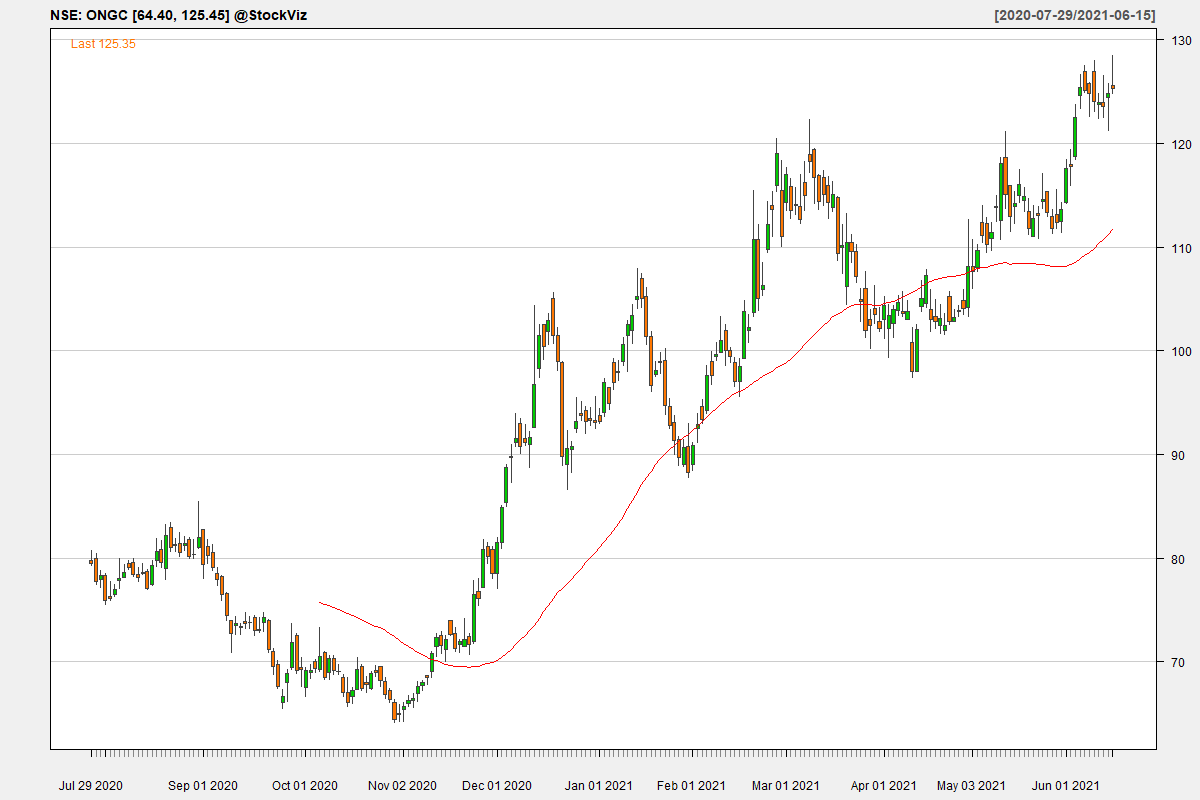 NSE: ONGC [64.40, 125.45] @StockViz
[2020-07-29/2021-06-15]
Last 125.35
130
120
110
100
90
80
70
Jul 29 2020 Sep 01 2020 Oct 01 2020 Nov 02 2020 Dec 01 2020 Jan 01 2021 Feb 01 2021 Mar 01 2021 Apr 01 2021 May 03 2021 Jun 01 2021